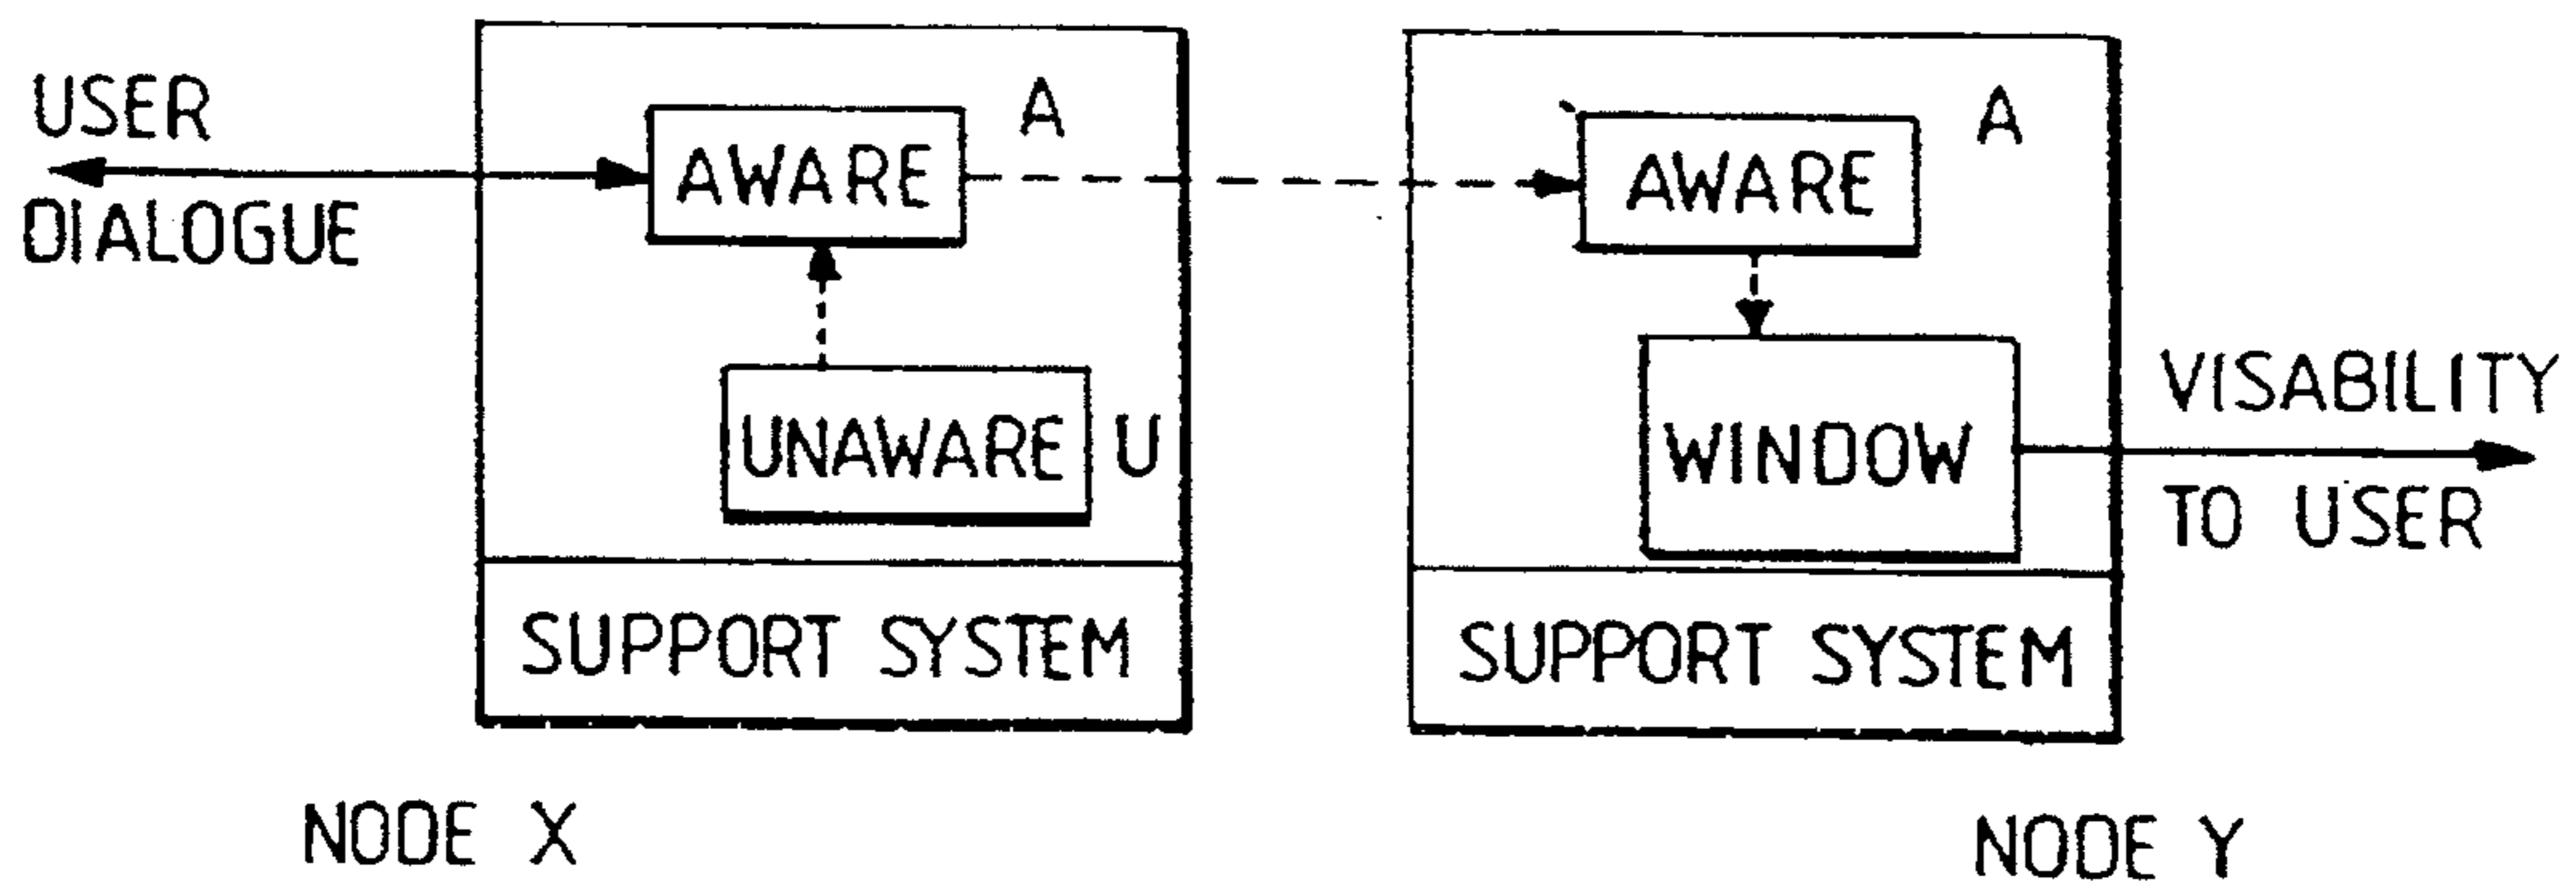 USER
DIALOGUE
AWARE
A
UNAWARE
U
SUPPORT SYSTEM
NODE X
AWARE
A
WINDOW
SUPPORT SYSTEM
VISABILITY
TO USER
NODE Y